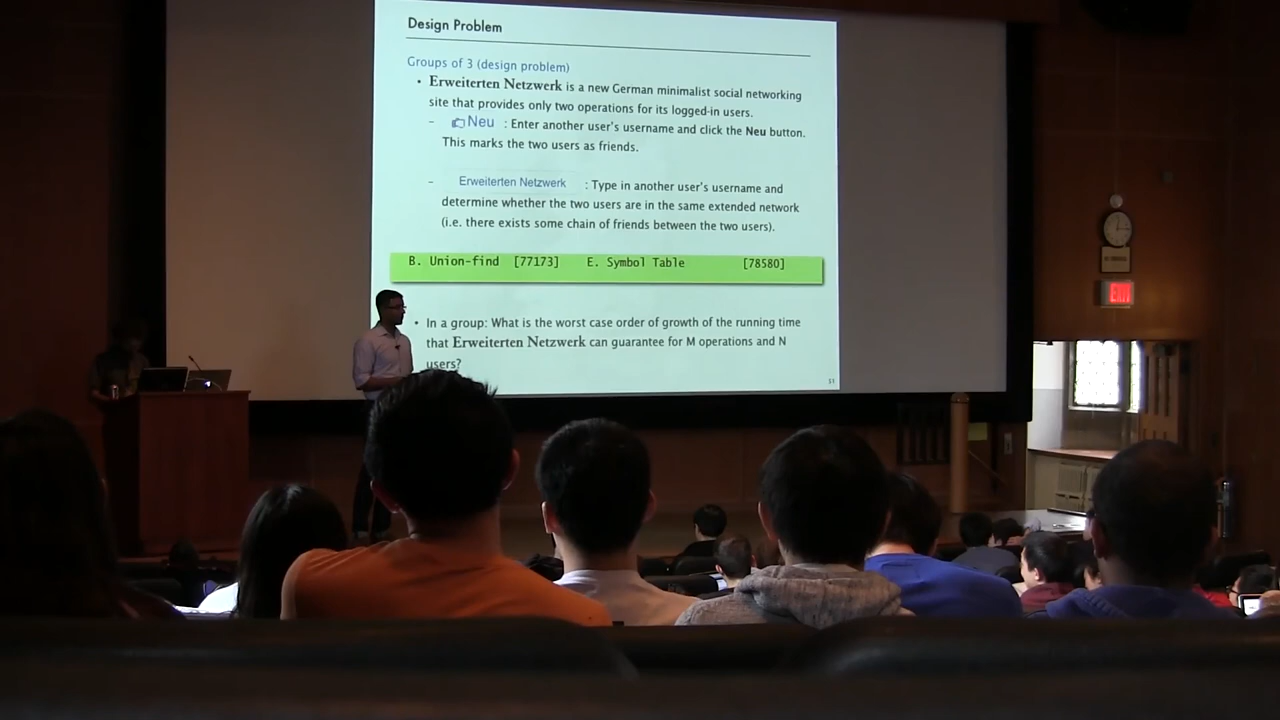 Design Problem
Groups of 3 (design problem)
• Erweiterten Netzwerk is a new German minimalist social networking
site that provides only two operations for its logged-in users.
– Neu : Enter another user's username and click the Neu button.
This marks the two users as friends.
– Erweiterten Netzwerk : Type in another user's username and
determine whether the two users are in the same extended network
(i.e. there exists some chain of friends between the two users).
B. Union-find [77173] E. Symbol Table [78580]
• In a group: What is the worst case order of growth of the running time
that Erweiterten Netzwerk can guarantee for M operations and N
users?
51
EXIT